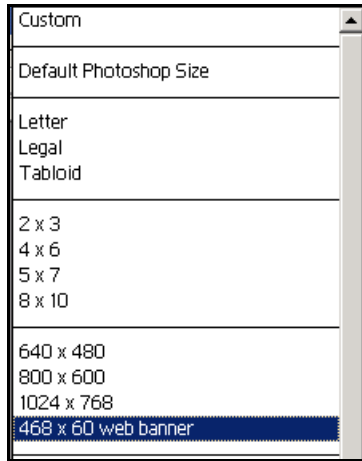 Custom
Default Photoshop Size
Letter
Legal
Tabloid
2 x 3
4 x 6
5 x 7
8 x 10
640 x 480
800 x 600
1024 x 768
468 x 60 web banner